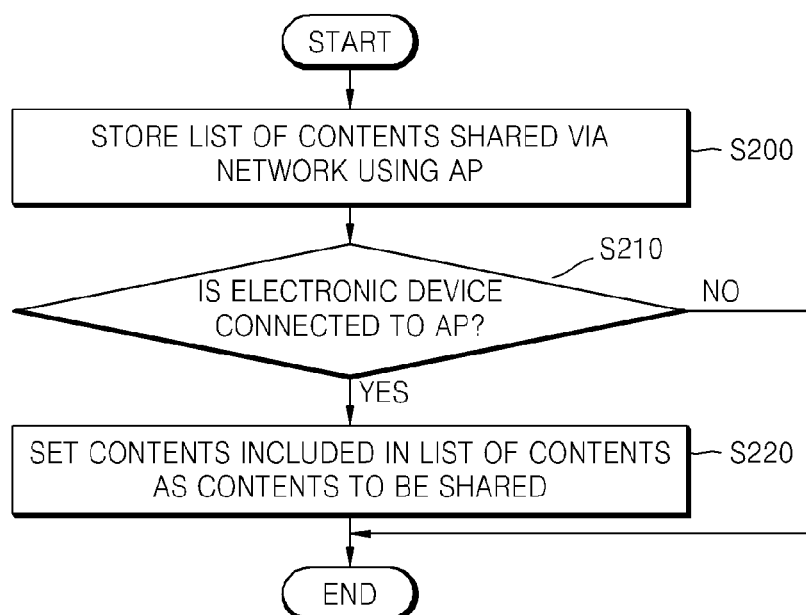 START
STORE LIST OF CONTENTS SHARED VIA
NETWORK USING AP
S200
S210
IS ELECTRONIC DEVICE
CONNECTED TO AP?
NO
YES
SET CONTENTS INCLUDED IN LIST OF CONTENTS
AS CONTENTS TO BE SHARED
S220
END